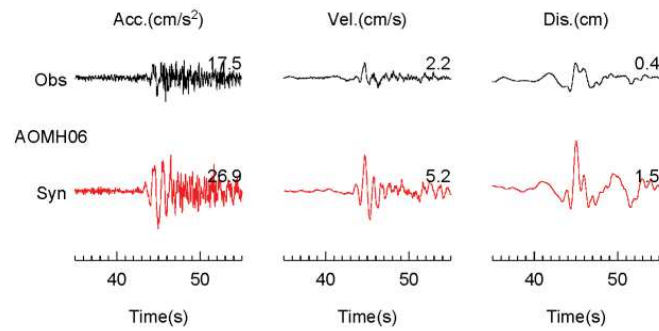 Acc.(cm/s²) Vel.(cm/s) Dis.(cm)
Obs 17.5 2.2 0.4
AOMH06
Syn 26.9 5.2 1.5
40 50 40 50 40 50
Time(s) Time(s) Time(s)